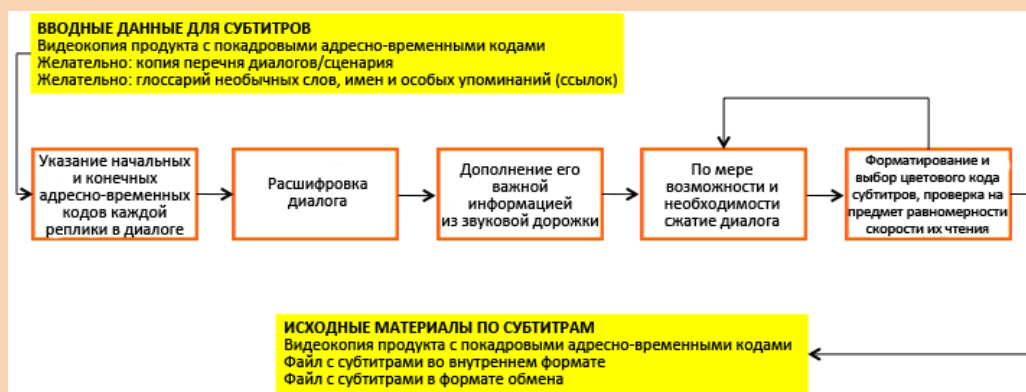 ВВОДНЫЕ ДАННЫЕ ДЛЯ СУБТИТРОВ
Видеокопия продукта с покадровыми адресно-временными кодами
Желательно: копия перечня диалогов/сценария
Желательно: глоссарий необычных слов, имен и особых упоминаний (ссылок)
Указание начальных
и конечных
адресно-временных
кодов каждой
реплики в диалоге
Расшифровка
диалога
Дополнение его
важной
информацией
из звуковой дорожки
По мере
возможности и
необходимости
сжатие диалога
Форматирование и
выбор цветового кода
субтитров, проверка на
предмет равномерности
скорости их чтения
ИСХОДНЫЕ МАТЕРИАЛЫ ПО СУБТИТРАМ
Видеокопия продукта с покадровыми адресно-временными кодами
Файл с субтитрами во внутреннем формате
Файл с субтитрами в формате обмена